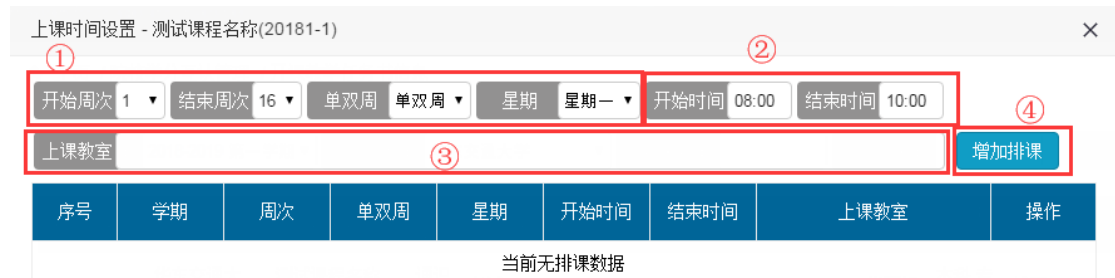 上课时间设置 - 测试课程名称(20181-1) ×
① ②
开始周次 1 ▼ 结束周次 16 ▼ 单双周 单双周 ▼ 星期 星期一 ▼ 开始时间 08:00 结束时间 10:00
④
上课教室 ③ 增加排课
序号 学期 周次 单双周 星期 开始时间 结束时间 上课教室 操作
当前无排课数据